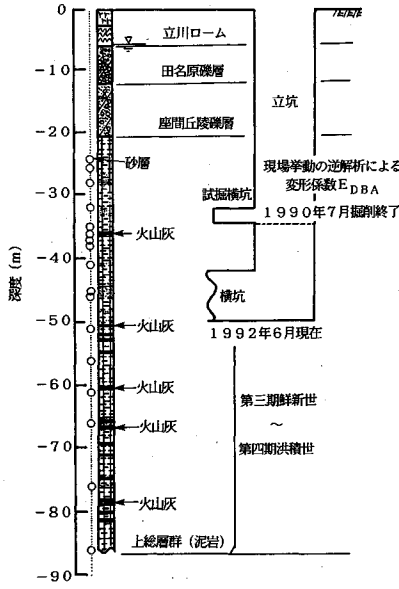 0
立川ローム
田名原礫層
-10
立坑
座間丘陵礫層
-20
砂層
現場挙動の逆解析による
変形係数EDBA
試掘横坑
-30
1990年7月掘削終了
火山灰
-40
深度(m)
横坑
-50
火山灰
1992年6月現在
-60
火山灰
第三期鮮新世
~
火山灰
-70
第四期洪積世
火山灰
-80
上総層群(泥岩)
-90